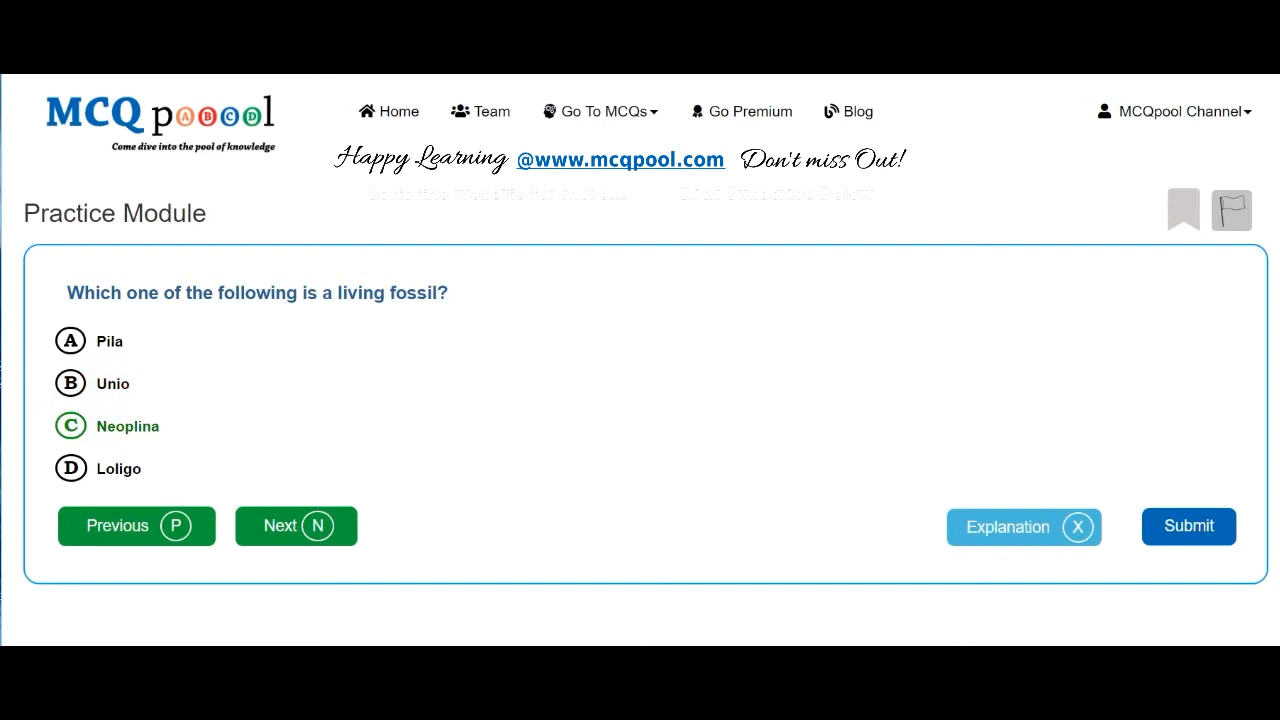 MCQ pooool
Come dive into the pool of knowledge
Home Team Go To MCQs Go Premium Blog MCQpool Channel
Happy Learning @www.mcqpool.com Don't miss Out!
Practice Module
Which one of the following is a living fossil?
A Pila
B Unio
C Neoplina
D Loligo
Previous P Next N Explanation X Submit